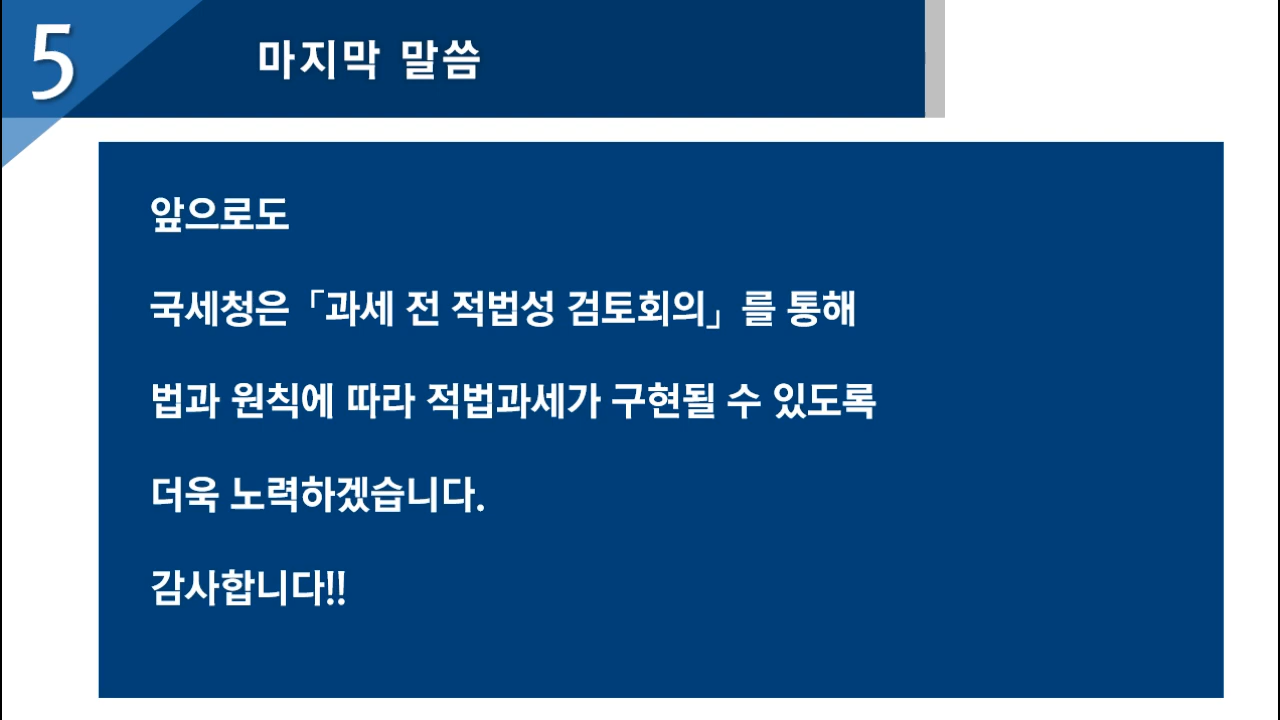 5
마지막 말씀
앞으로도
국세청은「과세 전 적법성 검토회의」를 통해
법과 원칙에 따라 적법과세가 구현될 수 있도록
더욱 노력하겠습니다.
감사합니다!!